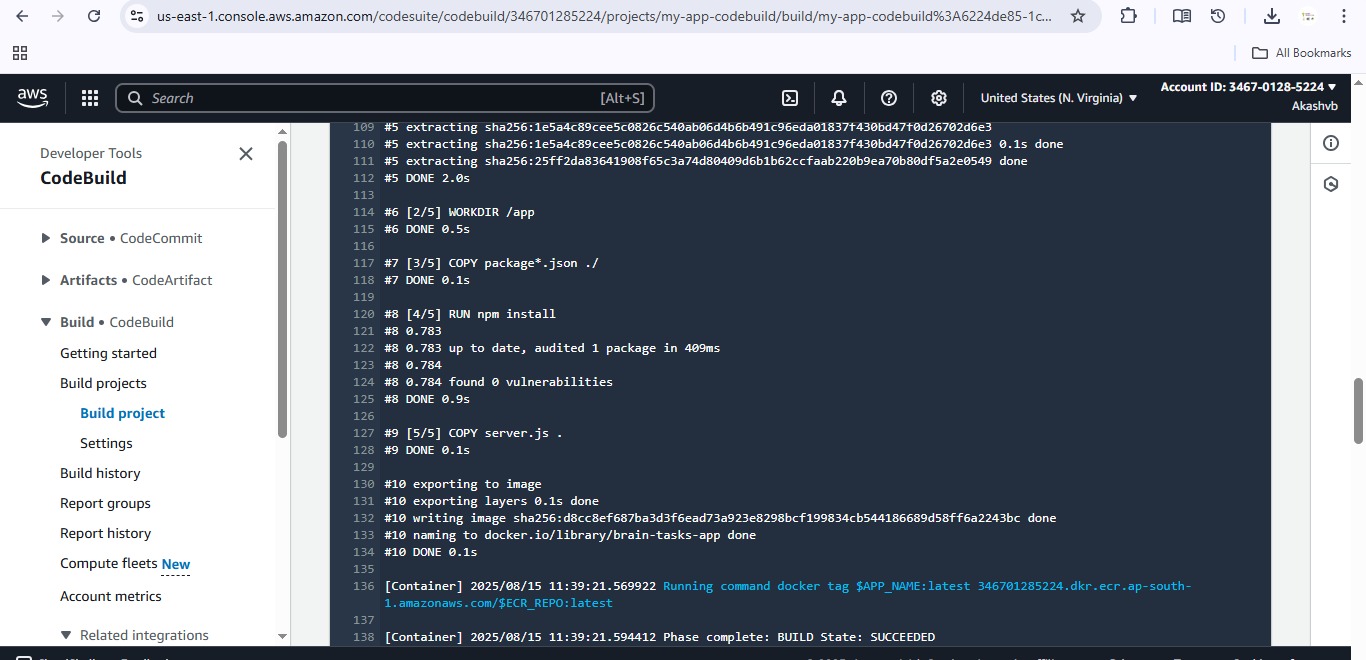 us-east-1.console.aws.amazon.com/codesuite/codebuild/346701285224/projects/my-app-codebuild/build/my-app-codebuild%3A6224de85-1c...
All Bookmarks
aws
Search
[Alt+S]
United States (N. Virginia)
Account ID: 3467-0128-5224
Akashvb
Developer Tools
CodeBuild
Source • CodeCommit
Artifacts • CodeArtifact
Build • CodeBuild
Getting started
Build projects
Build project
Settings
Build history
Report groups
Report history
Compute fleets New
Account metrics
Related integrations
109 #5 extracting sha256:1e5a4c89cee5c0826c540ab06d4b6b491c96eda01837f430bd47f0d26702d6e3
110 #5 extracting sha256:1e5a4c89cee5c0826c540ab06d4b6b491c96eda01837f430bd47f0d26702d6e3 0.1s done
111 #5 extracting sha256:25ff2da83641908f65c3a74d80409d6b1b62ccfaab220b9ea70b80df5a2e0549 done
112 #5 DONE 2.0s
113
114 #6 [2/5] WORKDIR /app
115 #6 DONE 0.5s
116
117 #7 [3/5] COPY package*.json ./
118 #7 DONE 0.1s
119
120 #8 [4/5] RUN npm install
121 #8 0.783
122 #8 0.783 up to date, audited 1 package in 409ms
123 #8 0.784
124 #8 0.784 found 0 vulnerabilities
125 #8 DONE 0.9s
126
127 #9 [5/5] COPY server.js .
128 #9 DONE 0.1s
129
130 #10 exporting to image
131 #10 exporting layers 0.1s done
132 #10 writing image sha256:d8cc8ef687ba3d3f6ead73a923e8298bcf199834cb544186689d58ff6a2243bc done
133 #10 naming to docker.io/library/brain-tasks-app done
134 #10 DONE 0.1s
135
136 [Container] 2025/08/15 11:39:21.569922 Running command docker tag $APP_NAME:latest 346701285224.dkr.ecr.ap-south-
1.amazonaws.com/$ECR_REPO:latest
137
138 [Container] 2025/08/15 11:39:21.594412 Phase complete: BUILD State: SUCCEEDED